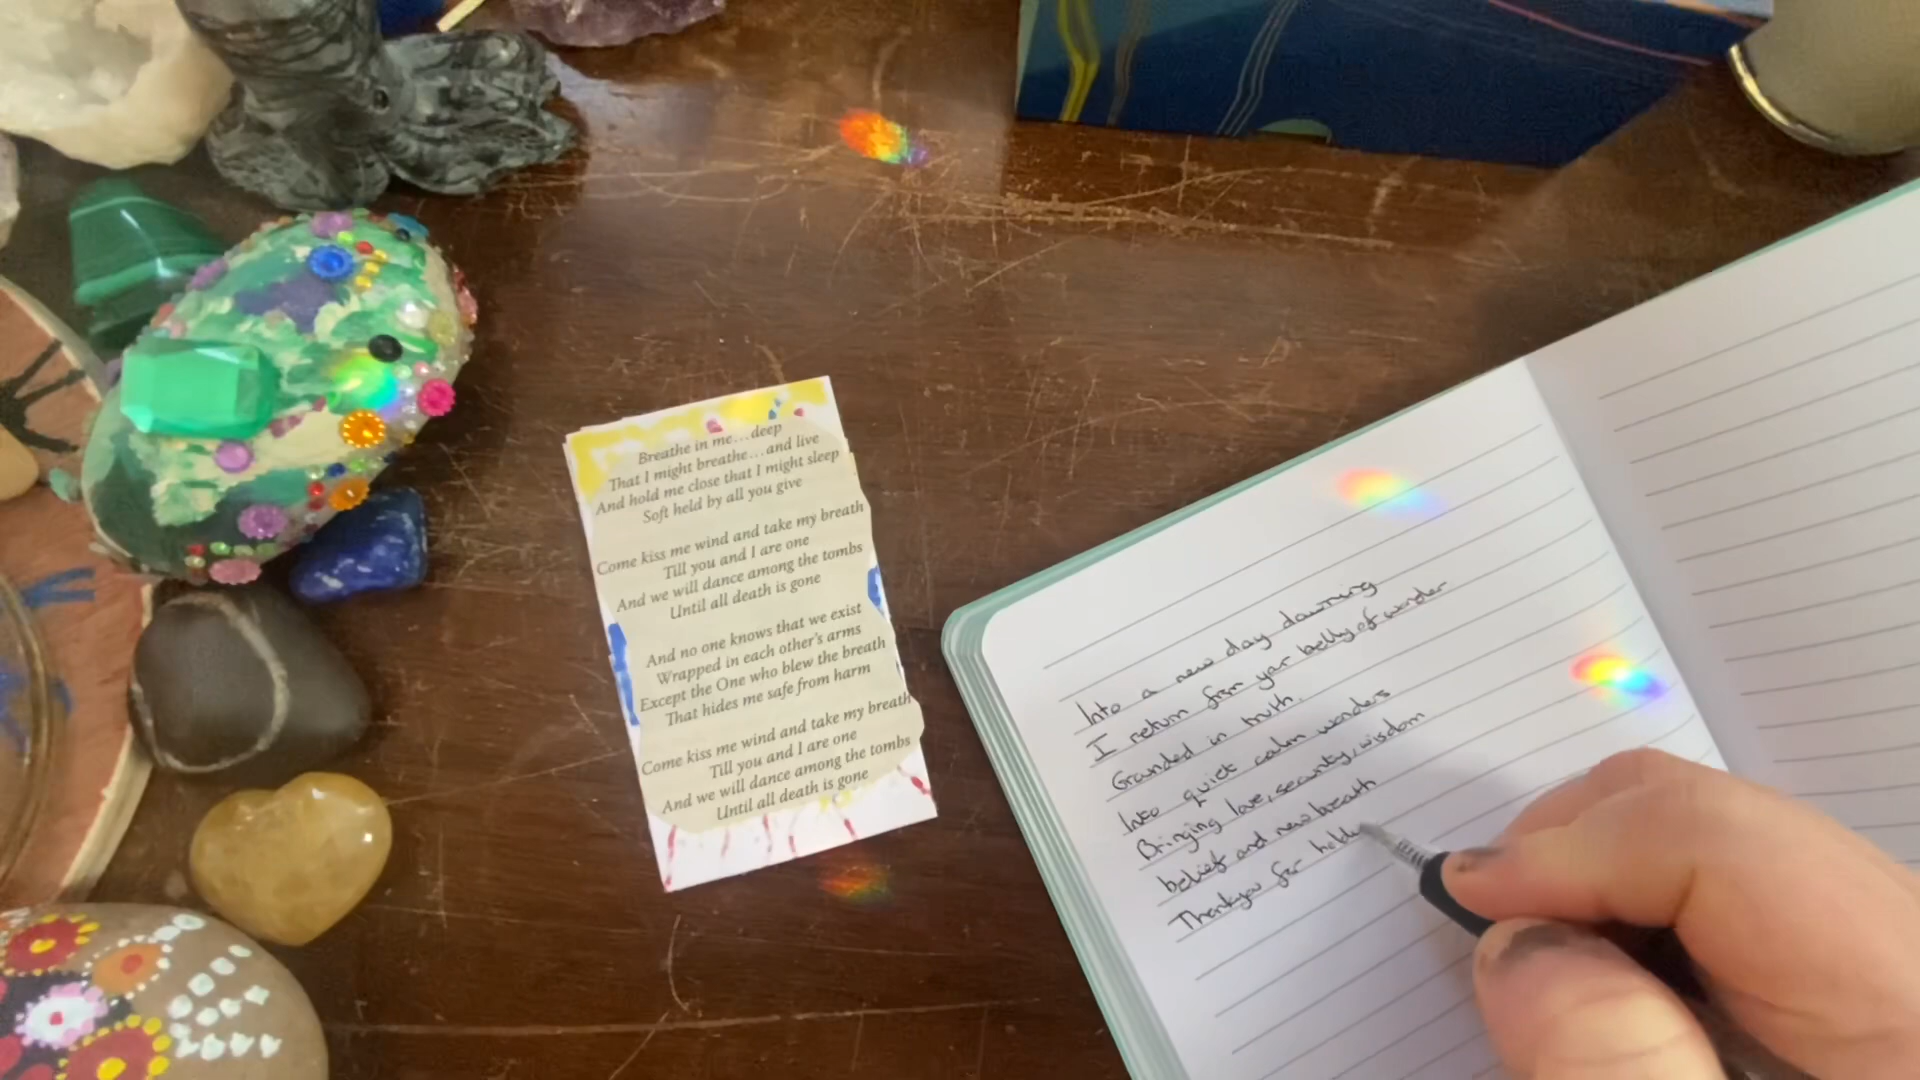 Breathe in me...deep
That I might breathe...and live
And hold me close that I might sleep
Soft held by all you give
Come kiss me wind and take my breath
Till you and I are one
And we will dance among the tombs
Until all death is gone
And no one knows that we exist
Wrapped in each other's arms
Except the One who blew the breath
That hides me safe from harm
Come kiss me wind and take my breath
Till you and I are one
And we will dance among the tombs
Until all death is gone
Into a new day dawning
I return from your belly of wonder
Grounded in truth.
Into quiet calm wonders
Bringing love, security, wisdom
belief and new breath
Thankyou for holdi